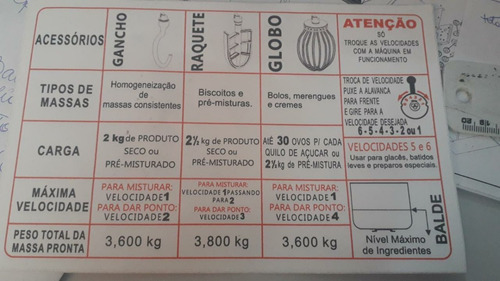 ACESSÓRIOS
GANCHO
RAQUETE
GLOBO
ATENÇÃO
SÓ
TROQUE AS VELOCIDADES
COM A MÁQUINA EM
FUNCIONAMENTO
TIPOS DE
MASSAS
Homogeneização
de
massas consistentes
Biscoitos e
pré-misturas.
Bolos, merengues
e cremes
TROCA DE VELOCIDADE
PUXE A ALAVANCA
PARA FRENTE
E GIRE PARA A
VELOCIDADE DESEJADA
6-5-4-3-2 ou 1
CARGA
2 kg de PRODUTO
SECO ou
PRÉ-MISTURADO
2½ kg de PRODUTO
SECO ou
PRÉ-MISTURADO
ATÉ 30 OVOS P/ CADA
QUILO DE AÇUCAR ou
2½ kg de PRÉ-MISTURA
VELOCIDADES 5 e 6
Usar para glacês, batidos
leves e preparos especiais.
MÁXIMA
VELOCIDADE
PARA MISTURAR:
VELOCIDADE 1
PARA DAR PONTO:
VELOCIDADE 2
PARA MISTURAR:
VELOCIDADE 1 PASSANDO
PARA 2
PARA DAR PONTO:
VELOCIDADE 3
PARA MISTURAR:
VELOCIDADE 1
PARA DAR PONTO:
VELOCIDADE 4
BALDE
Nível Máximo
de Ingredientes
PESO TOTAL DA
MASSA PRONTA
3,600 kg
3,800 kg
3,600 kg